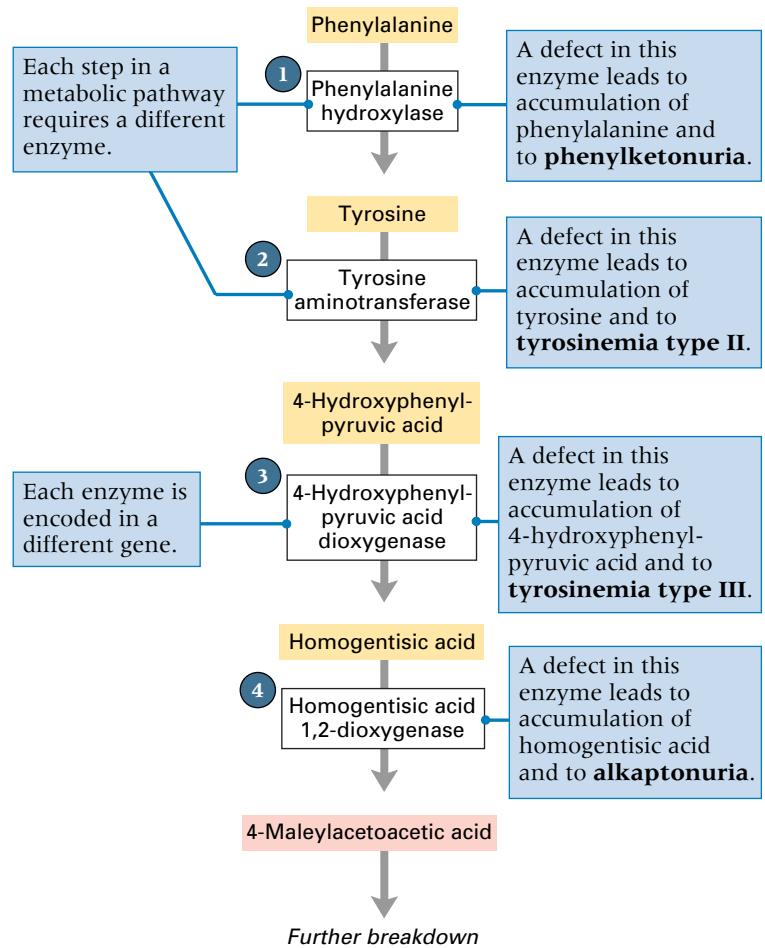 Phenylalanine
Each step in a
metabolic pathway
requires a different
enzyme.
1
Phenylalanine
hydroxylase
A defect in this
enzyme leads to
accumulation of
phenylalanine and
to phenylketonuria.
Tyrosine
2
Tyrosine
aminotransferase
A defect in this
enzyme leads to
accumulation of
tyrosine and to
tyrosinemia type II.
4-Hydroxyphenyl-
pyruvic acid
Each enzyme is
encoded in a
different gene.
3
4-Hydroxyphenyl-
pyruvic acid
dioxygenase
A defect in this
enzyme leads to
accumulation of
4-hydroxyphenyl-
pyruvic acid and to
tyrosinemia type III.
Homogentisic acid
4
Homogentisic acid
1,2-dioxygenase
A defect in this
enzyme leads to
accumulation of
homogentisic acid
and to alkaptonuria.
4-Maleylacetoacetic acid
Further breakdown